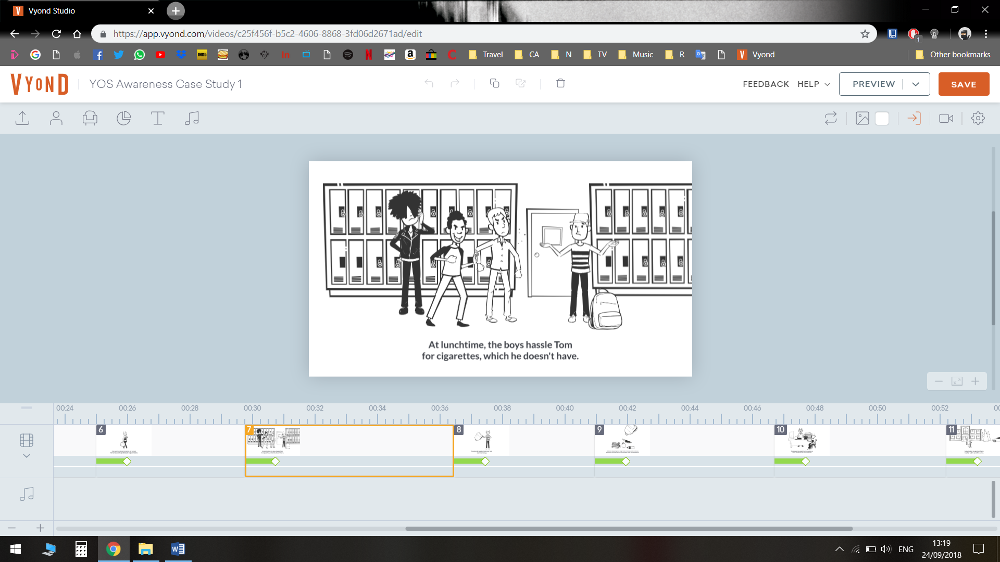 Vyond Studio
https://app.vyond.com/videos/c25f456f-b5c2-4606-8868-3fd06d2671ad/edit
1
IMDb
Travel
CA
N
TV
Music
R
Vyond
Other bookmarks
VYOND
YOS Awareness Case Study 1
FEEDBACK
HELP
PREVIEW
SAVE
At lunchtime, the boys hassle Tom
for cigarettes, which he doesn't have.
00:24 00:26 00:28 00:30 00:32 00:34 00:36 00:38 00:40 00:42 00:44 00:46 00:48 00:50 00:52
6 7 8 9 10 11
ENG
13:19
24/09/2018